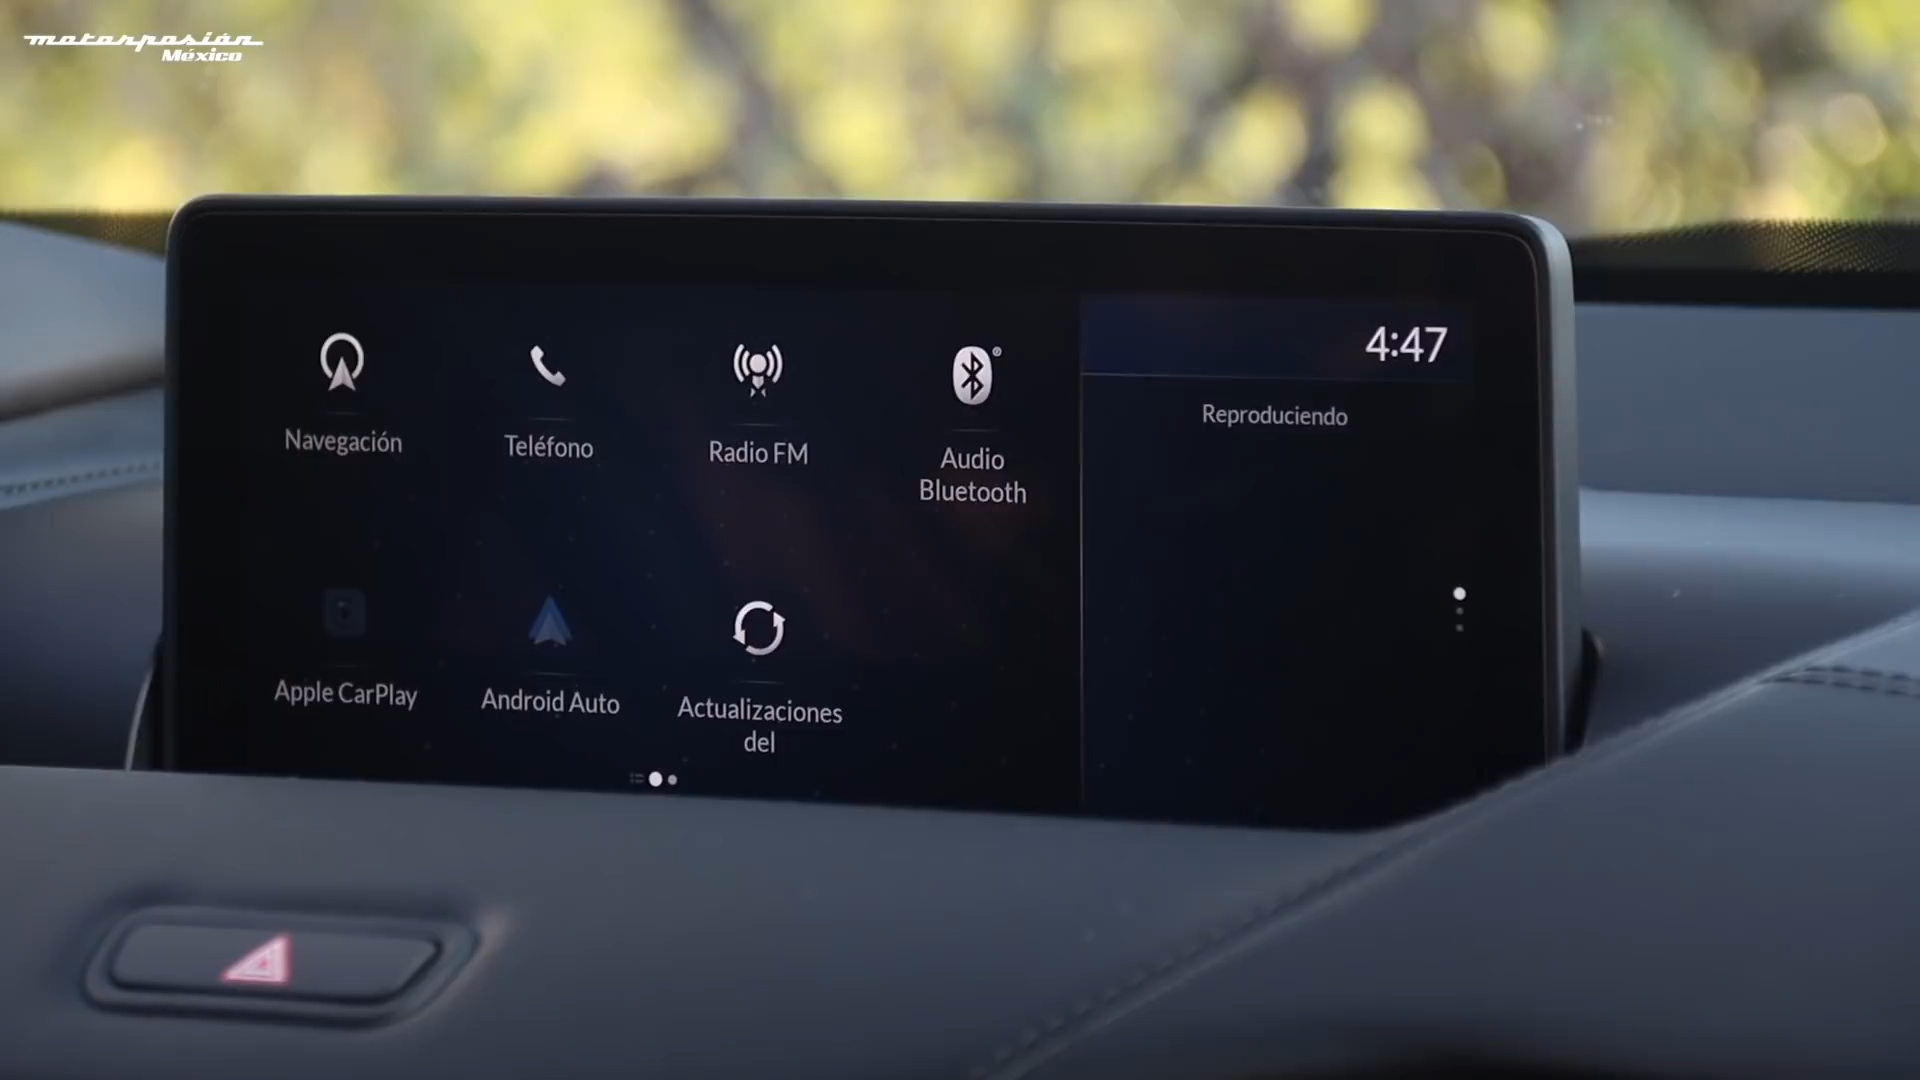 motorpasión
México
4:47
Navegación
Teléfono
Radio FM
Audio
Bluetooth
®
Reproduciendo
Apple CarPlay
Android Auto
Actualizaciones
del